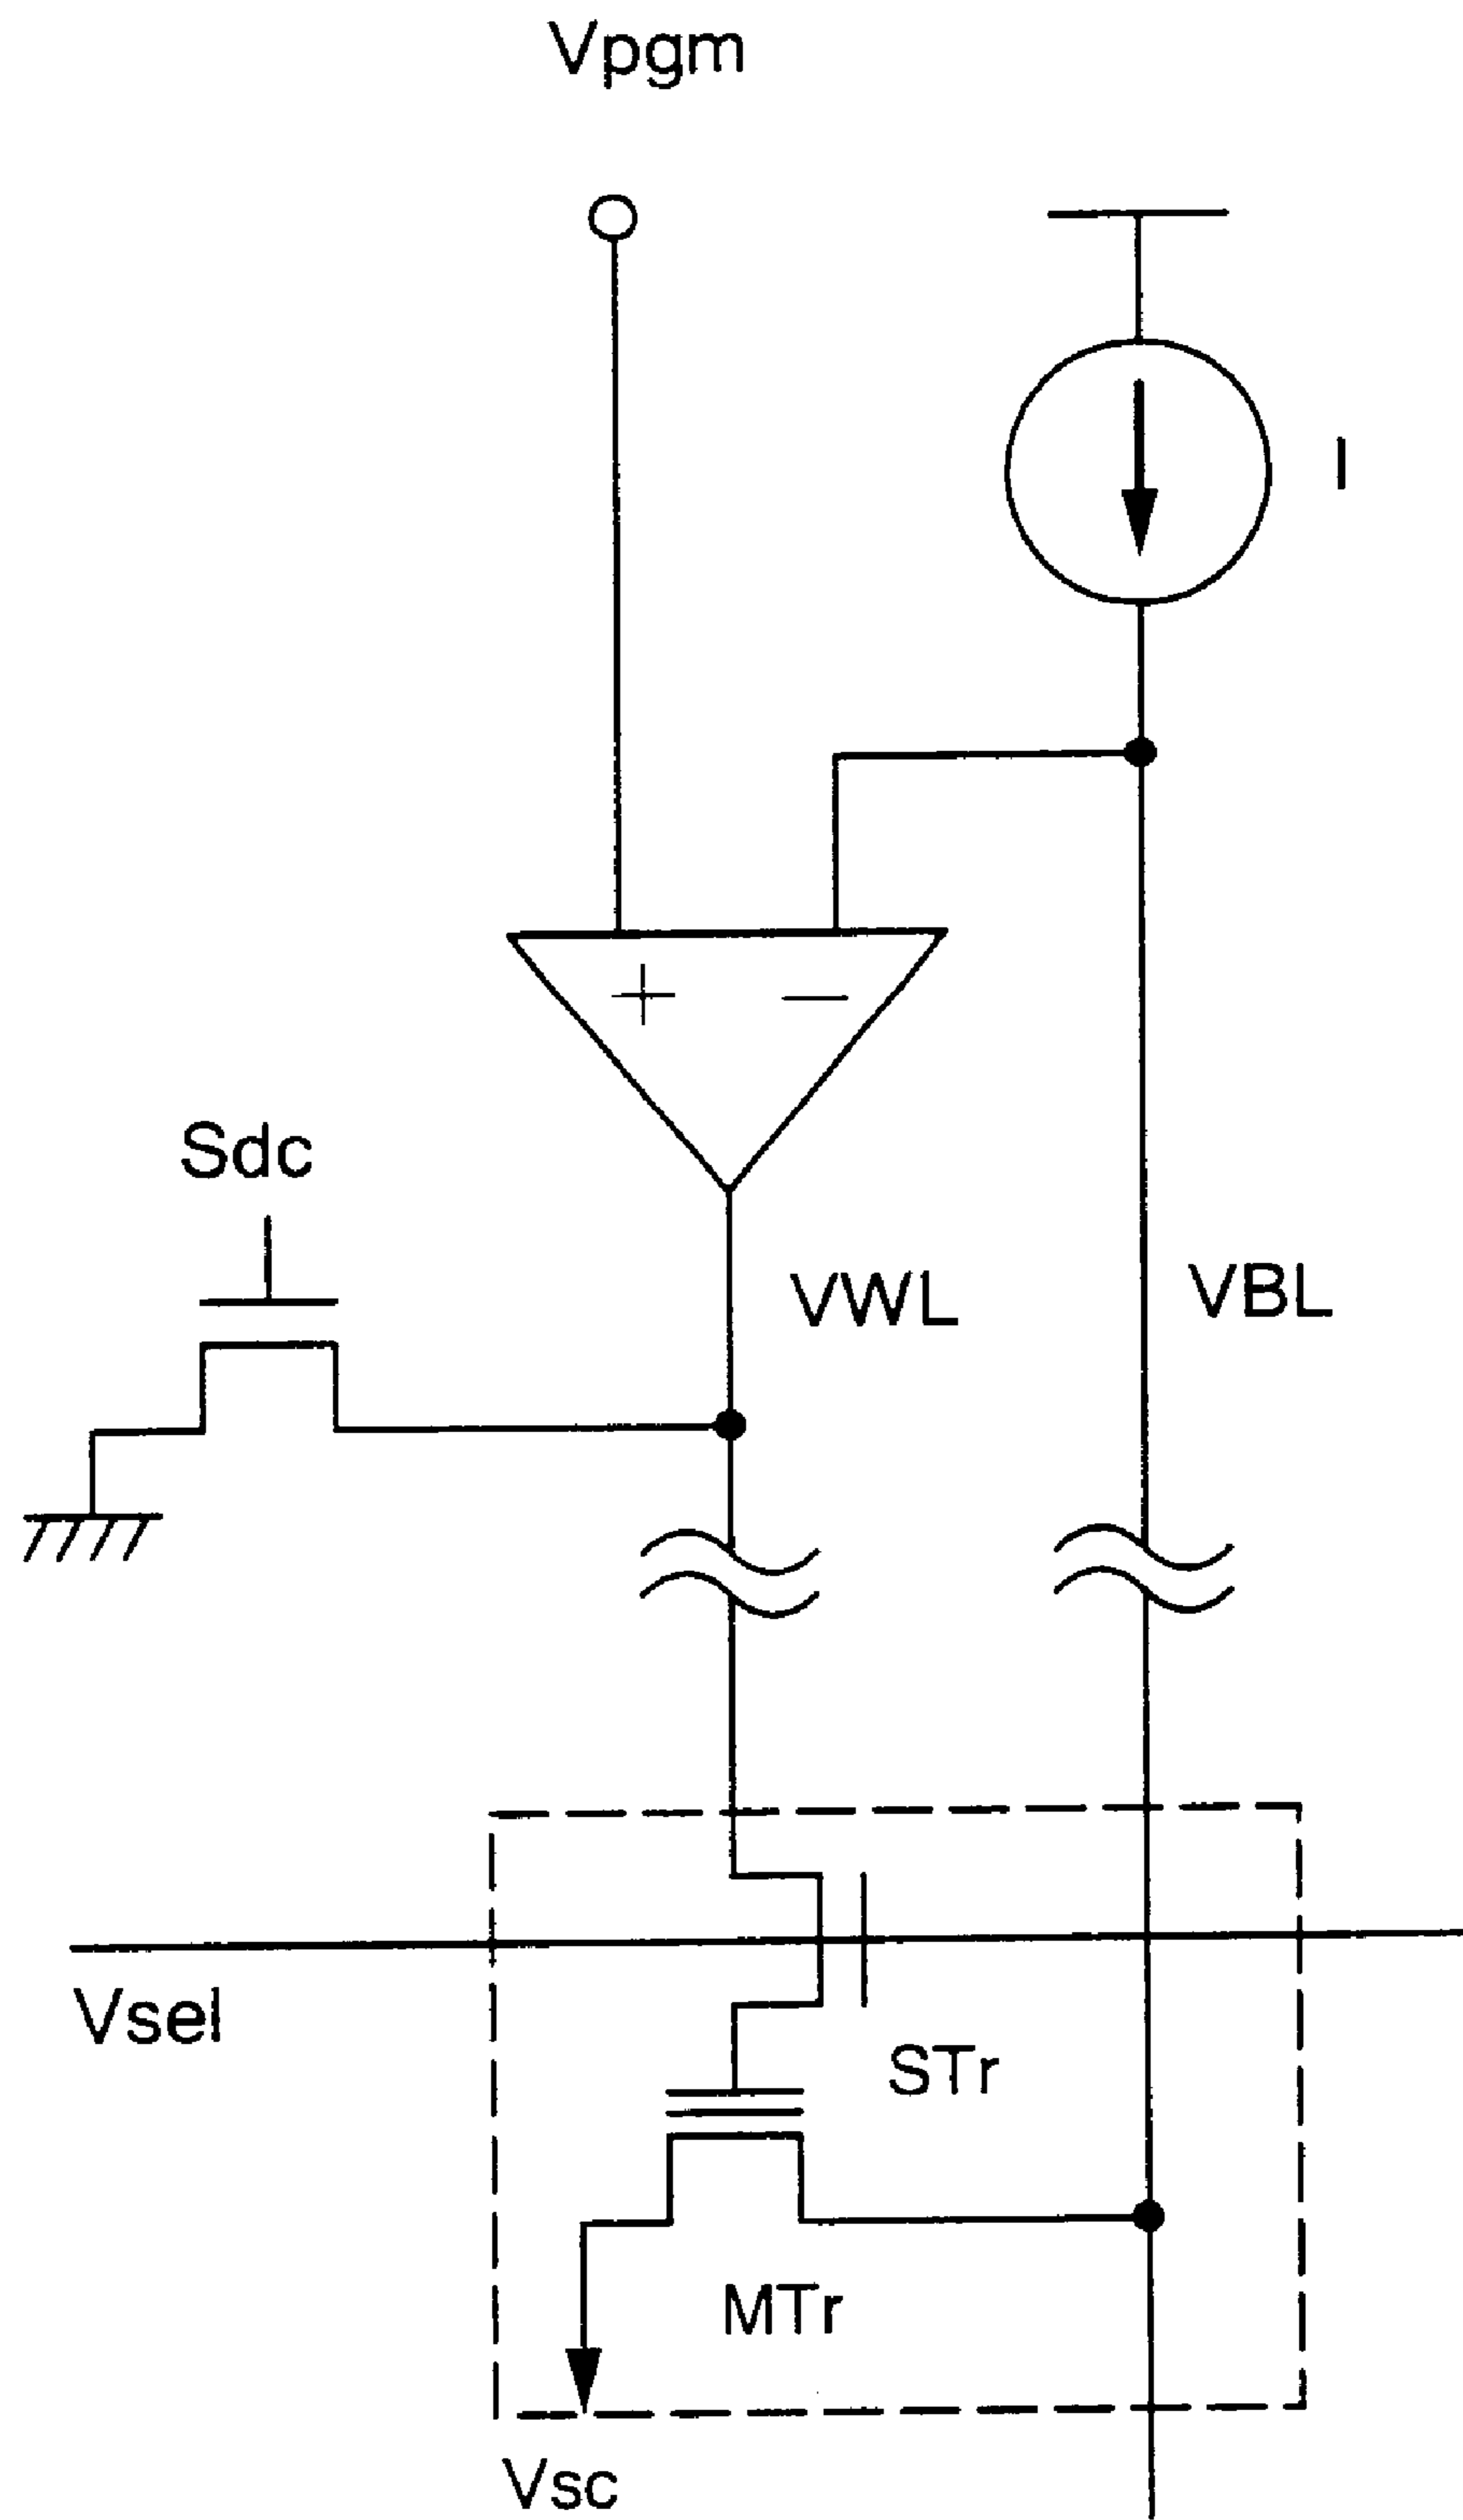 Vpgm
I
+ −
Sdc
VWL
VBL
Vsel
STr
MTr
Vsc